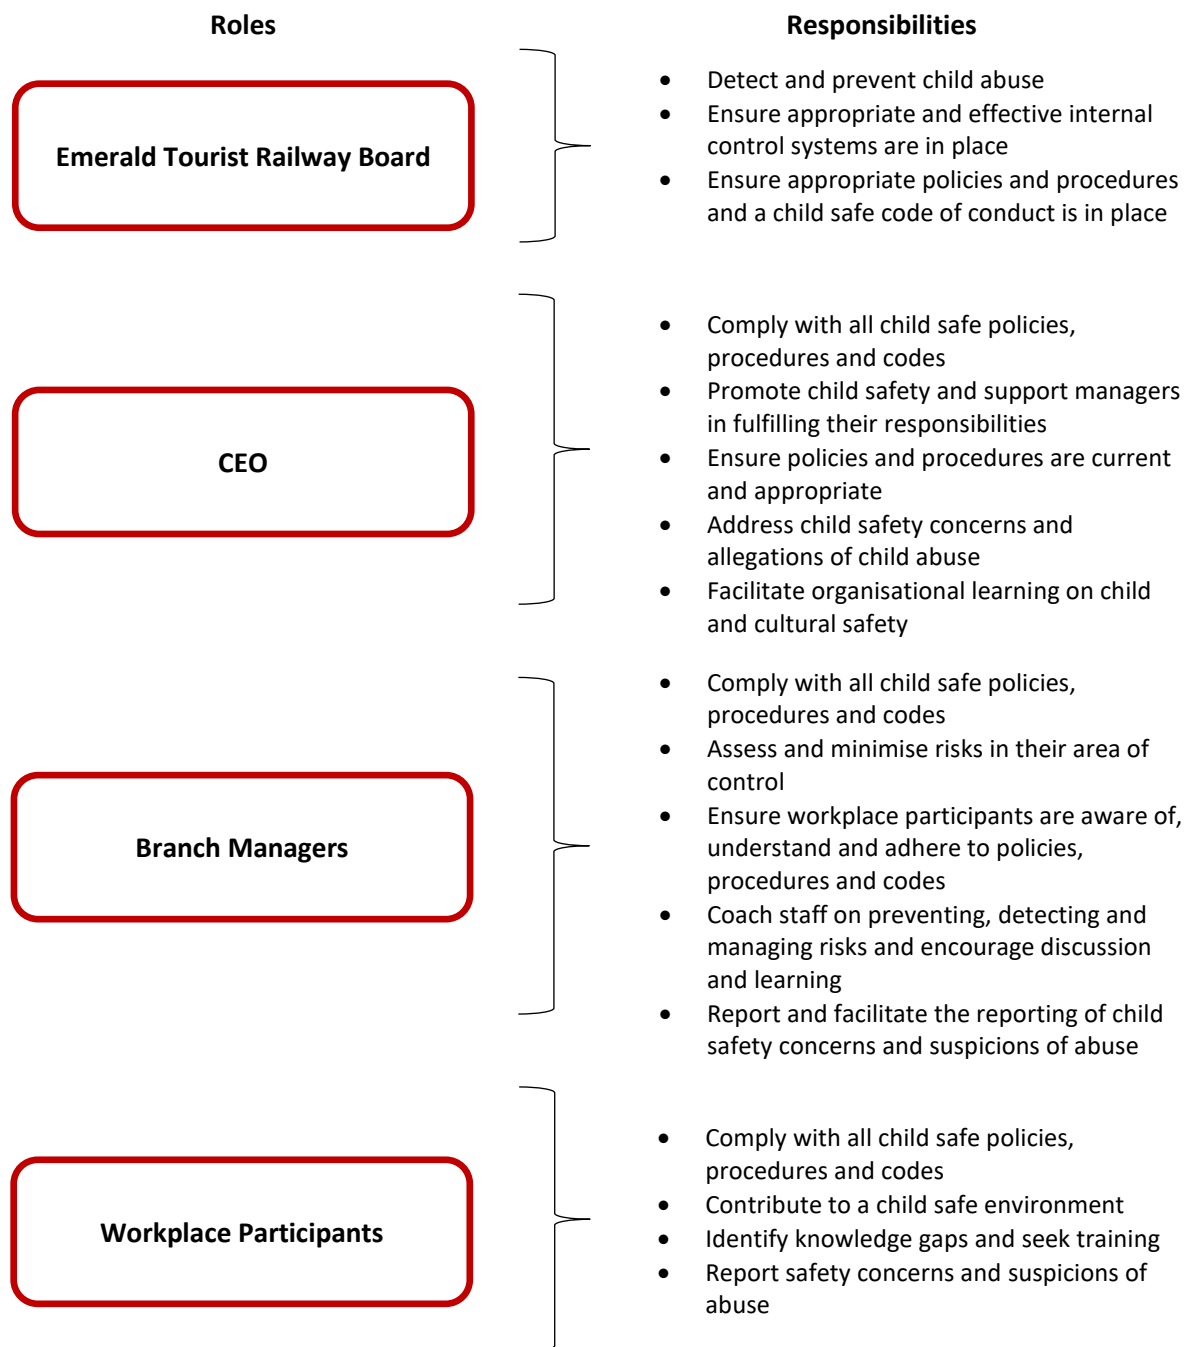 Roles
Responsibilities
Emerald Tourist Railway Board
• Detect and prevent child abuse
• Ensure appropriate and effective internal
control systems are in place
• Ensure appropriate policies and procedures
and a child safe code of conduct is in place
CEO
• Comply with all child safe policies,
procedures and codes
• Promote child safety and support managers
in fulfilling their responsibilities
• Ensure policies and procedures are current
and appropriate
• Address child safety concerns and
allegations of child abuse
• Facilitate organisational learning on child
and cultural safety
Branch Managers
• Comply with all child safe policies,
procedures and codes
• Assess and minimise risks in their area of
control
• Ensure workplace participants are aware of,
understand and adhere to policies,
procedures and codes
• Coach staff on preventing, detecting and
managing risks and encourage discussion
and learning
• Report and facilitate the reporting of child
safety concerns and suspicions of abuse
Workplace Participants
• Comply with all child safe policies,
procedures and codes
• Contribute to a child safe environment
• Identify knowledge gaps and seek training
• Report safety concerns and suspicions of
abuse